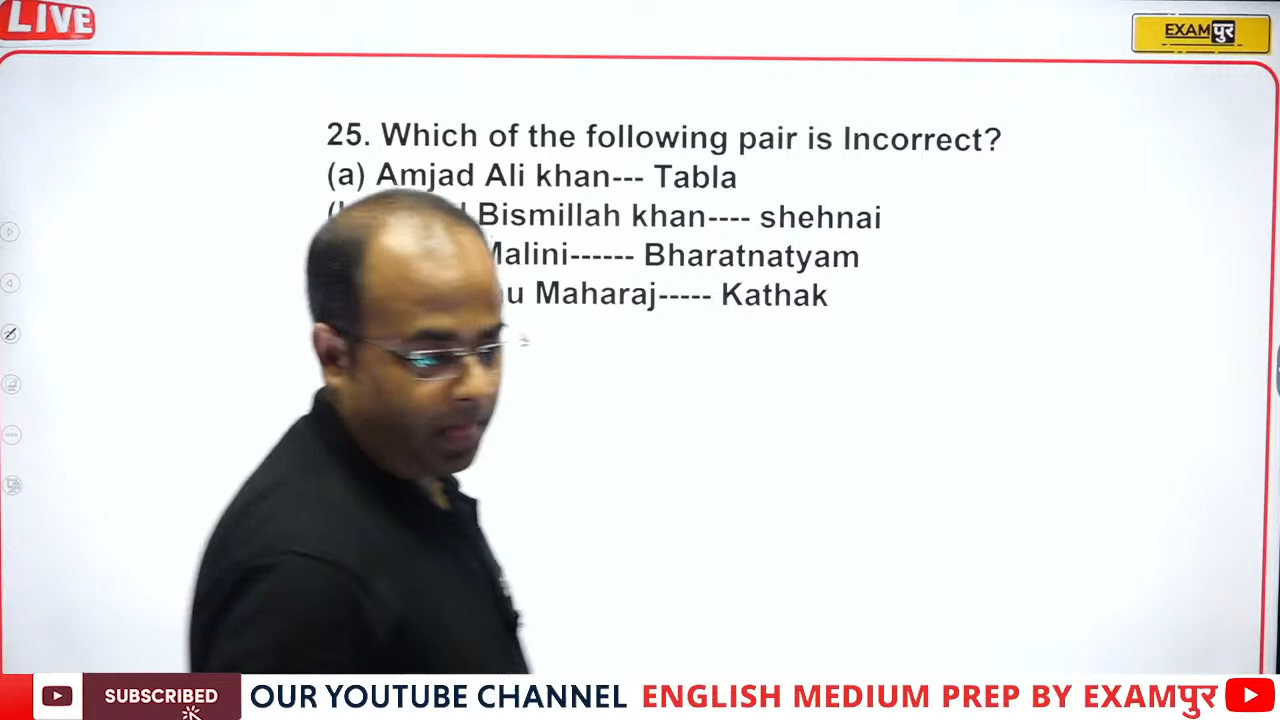 LIVE
EXAMपुर
25. Which of the following pair is Incorrect?
(a) Amjad Ali khan--- Tabla
Bismillah khan---- shehnai
Malini------ Bharatnatyam
Maharaj----- Kathak
SUBSCRIBED
OUR YOUTUBE CHANNEL ENGLISH MEDIUM PREP BY EXAMपुर